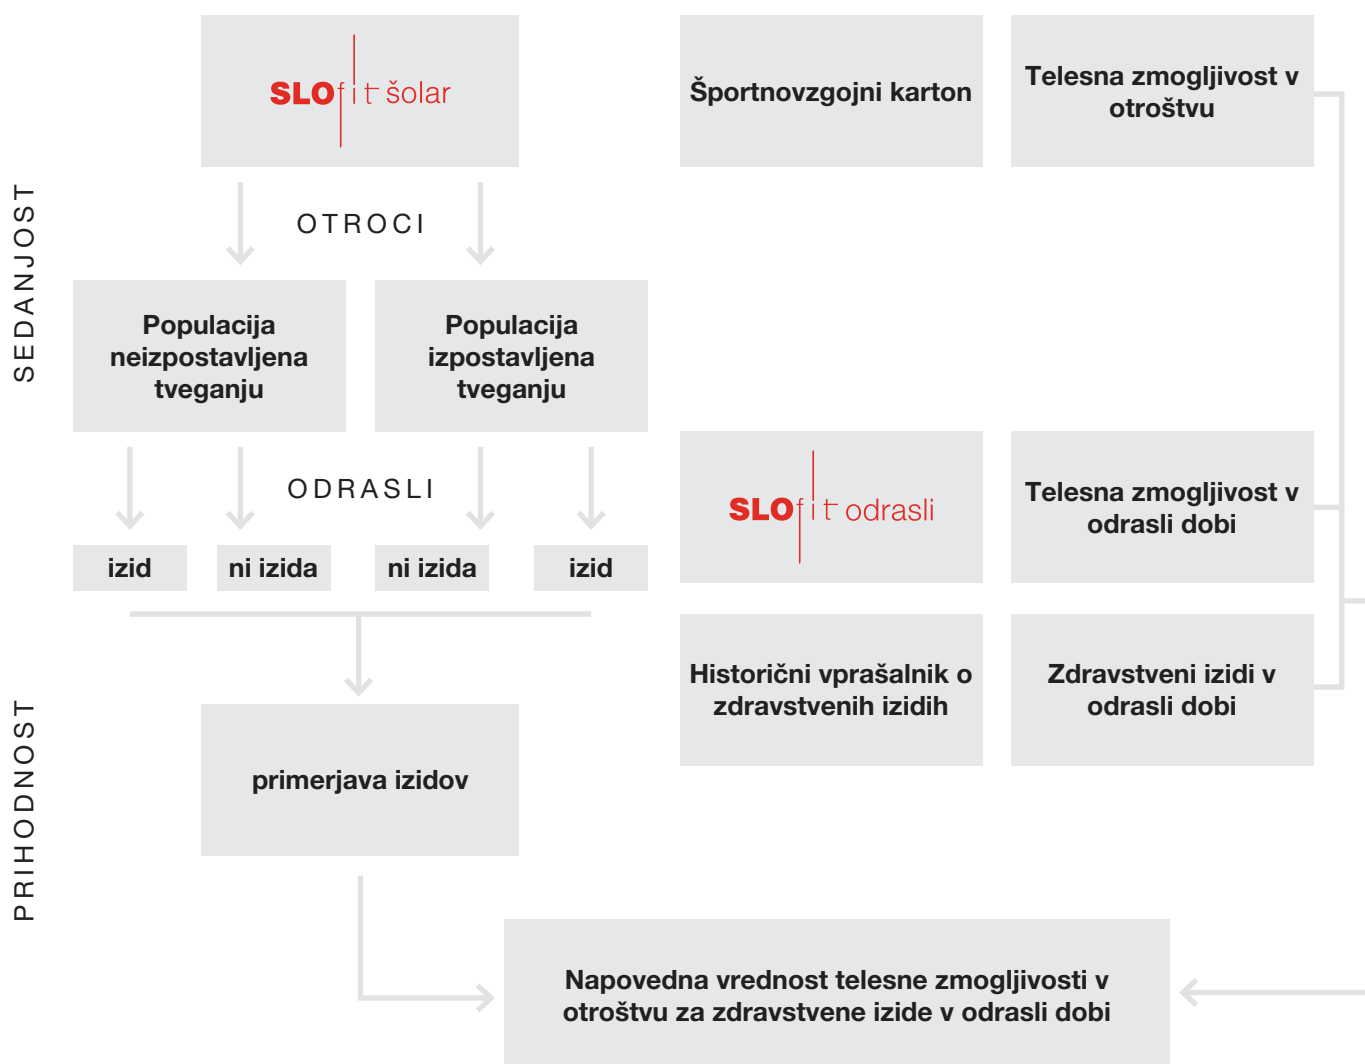 SLOfit šolar
Športnovzgojni karton
Telesna zmogljivost v
otroštvu
SEDANJOST
OTROCI
Populacija
neizpostavljena
tveganju
Populacija
izpostavljena
tveganju
ODRASLI
SLOfit odrasli
Telesna zmogljivost v
odrasli dobi
izid
ni izida
ni izida
izid
Historični vprašalnik o
zdravstvenih izidih
Zdravstveni izidi v
odrasli dobi
PRIHODNOST
primerjava izidov
Napovedna vrednost telesne zmogljivosti v
otroštvu za zdravstvene izide v odrasli dobi